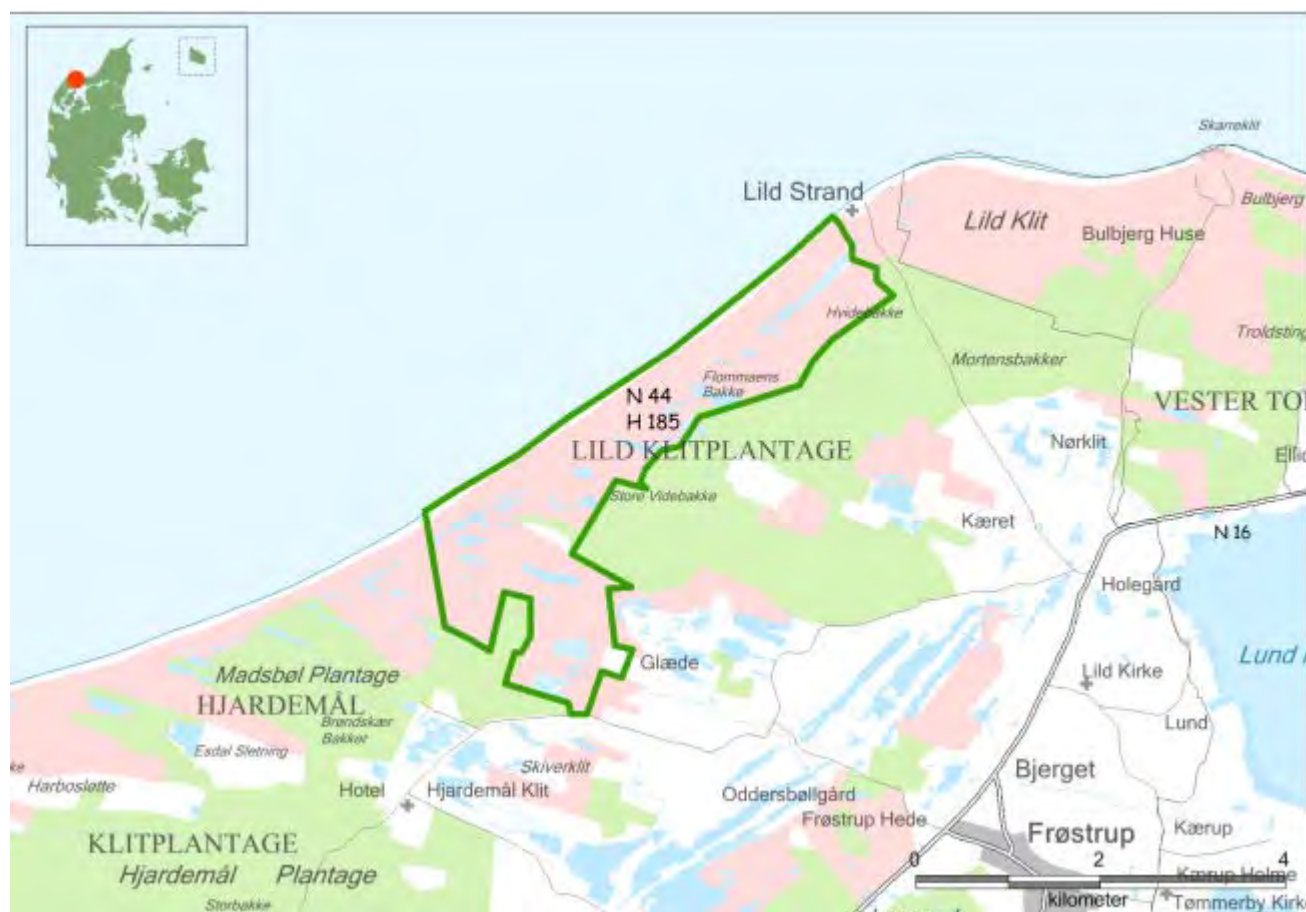 Skarreklit
Lild Strand
Bulbjerg
Lild Klit
Bulbjerg Huse
Hvidebakke
Troldsting
Mortensbakker
Flommaens
Bakke
N 44
H 185
VESTER TO
LILD KLITPLANTAGE
Nørklit
Store Videbakke
Kæret
N 16
Holegård
Glæde
Lund
Lild Kirke
Madsbøl Plantage
HJARDEMÅL
Brøndskær
Bakker
Lund
Esdal Sletning
Skiverklit
Bjerget
Harbosløtte
Hotel
Hjardemål Klit
Oddersbøllgård
Frøstrup Hede
KLITPLANTAGE
Frøstrup
Kærup
0 2 4
Hjardemål Plantage
Kærup Holme
kilometer
Tømmerby Kirk
Storbakke